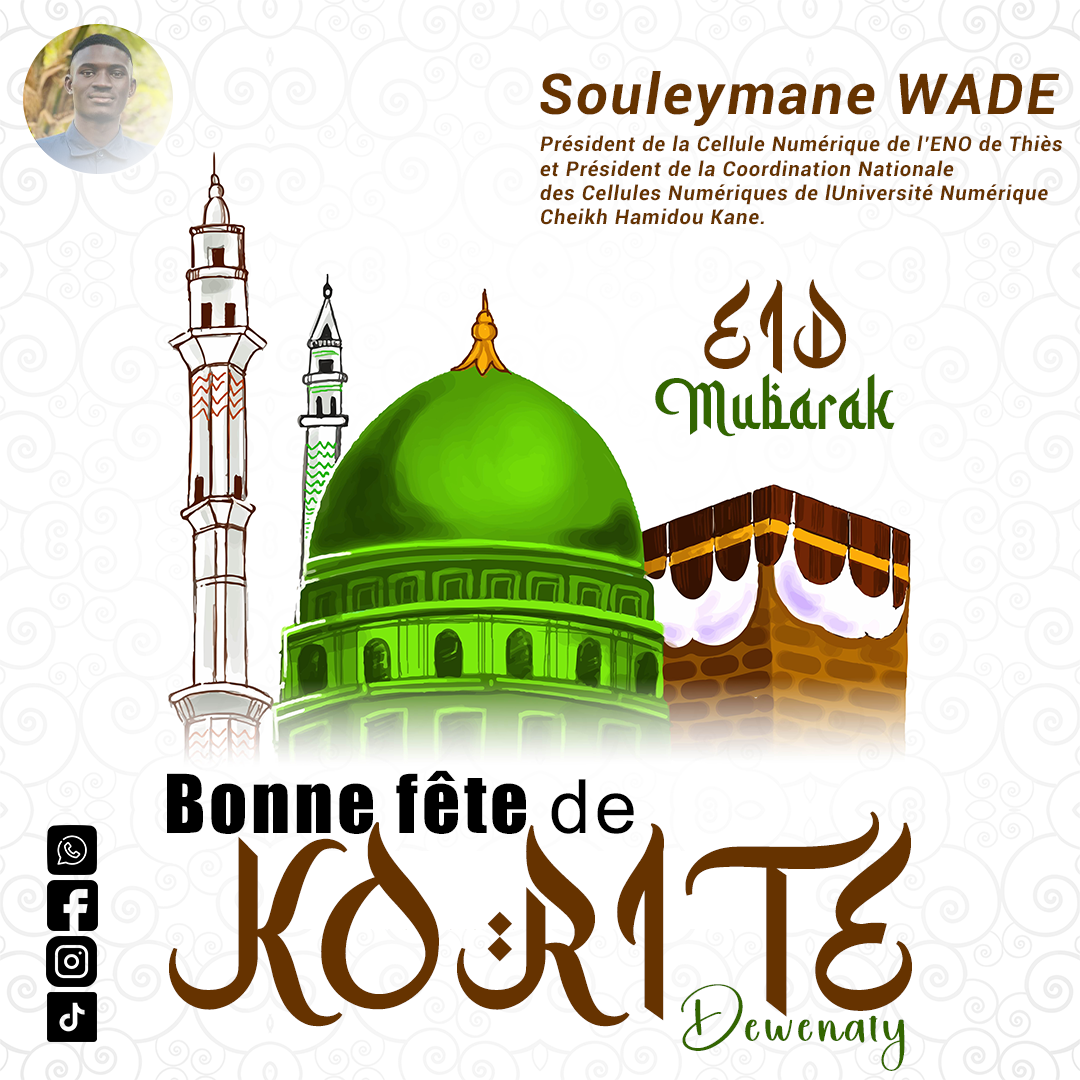 Souleymane WADE
Président de la Cellule Numérique de l'ENO de Thiès
et Président de la Coordination Nationale
des Cellules Numériques de lUniversité Numérique
Cheikh Hamidou Kane.
EID
Mubarak
Bonne fête de
KORITE
Dewenaty